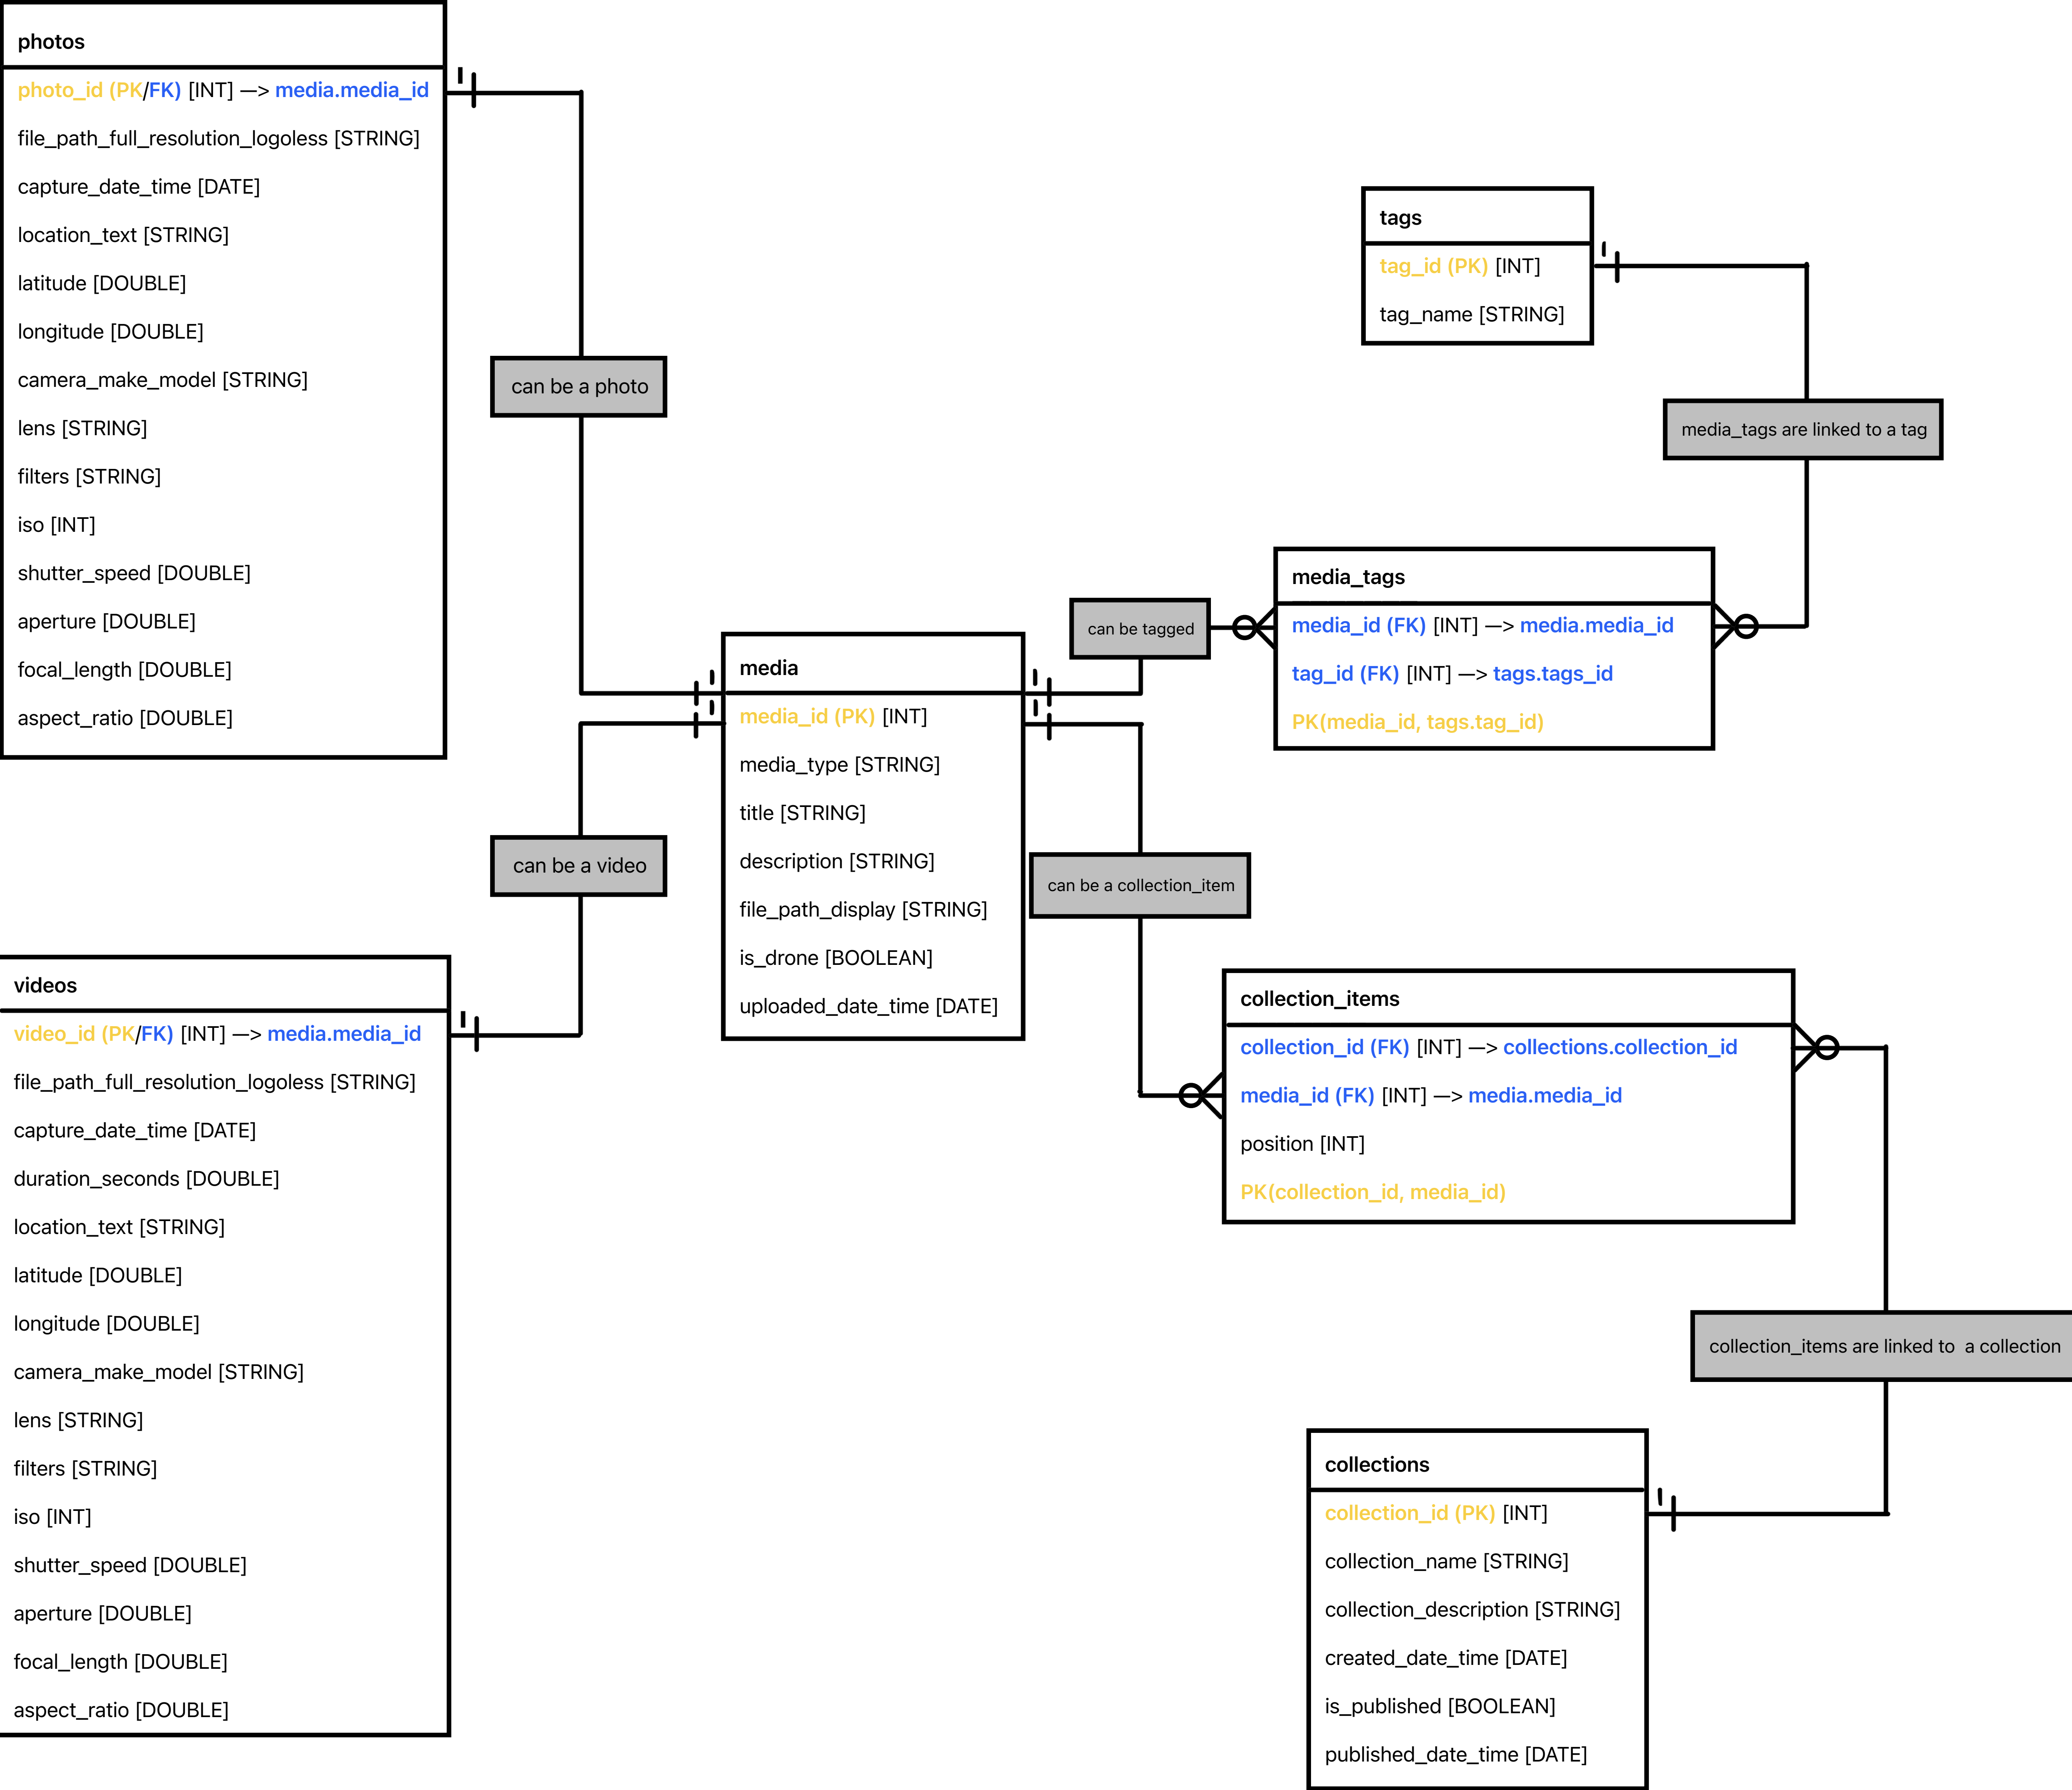 photos
photo_id (PK/FK) [INT] —> media.media_id
file_path_full_resolution_logoless [STRING]
capture_date_time [DATE]
location_text [STRING]
latitude [DOUBLE]
longitude [DOUBLE]
camera_make_model [STRING]
lens [STRING]
filters [STRING]
iso [INT]
shutter_speed [DOUBLE]
aperture [DOUBLE]
focal_length [DOUBLE]
aspect_ratio [DOUBLE]
can be a photo
tags
tag_id (PK) [INT]
tag_name [STRING]
media_tags are linked to a tag
media_tags
media_id (FK) [INT] —> media.media_id
tag_id (FK) [INT] —> tags.tags_id
PK(media_id, tags.tag_id)
can be tagged
media
media_id (PK) [INT]
media_type [STRING]
title [STRING]
description [STRING]
file_path_display [STRING]
is_drone [BOOLEAN]
uploaded_date_time [DATE]
can be a video
can be a collection_item
videos
video_id (PK/FK) [INT] —> media.media_id
file_path_full_resolution_logoless [STRING]
capture_date_time [DATE]
duration_seconds [DOUBLE]
location_text [STRING]
latitude [DOUBLE]
longitude [DOUBLE]
camera_make_model [STRING]
lens [STRING]
filters [STRING]
iso [INT]
shutter_speed [DOUBLE]
aperture [DOUBLE]
focal_length [DOUBLE]
aspect_ratio [DOUBLE]
collection_items
collection_id (FK) [INT] —> collections.collection_id
media_id (FK) [INT] —> media.media_id
position [INT]
PK(collection_id, media_id)
collection_items are linked to  a collection
collections
collection_id (PK) [INT]
collection_name [STRING]
collection_description [STRING]
created_date_time [DATE]
is_published [BOOLEAN]
published_date_time [DATE]